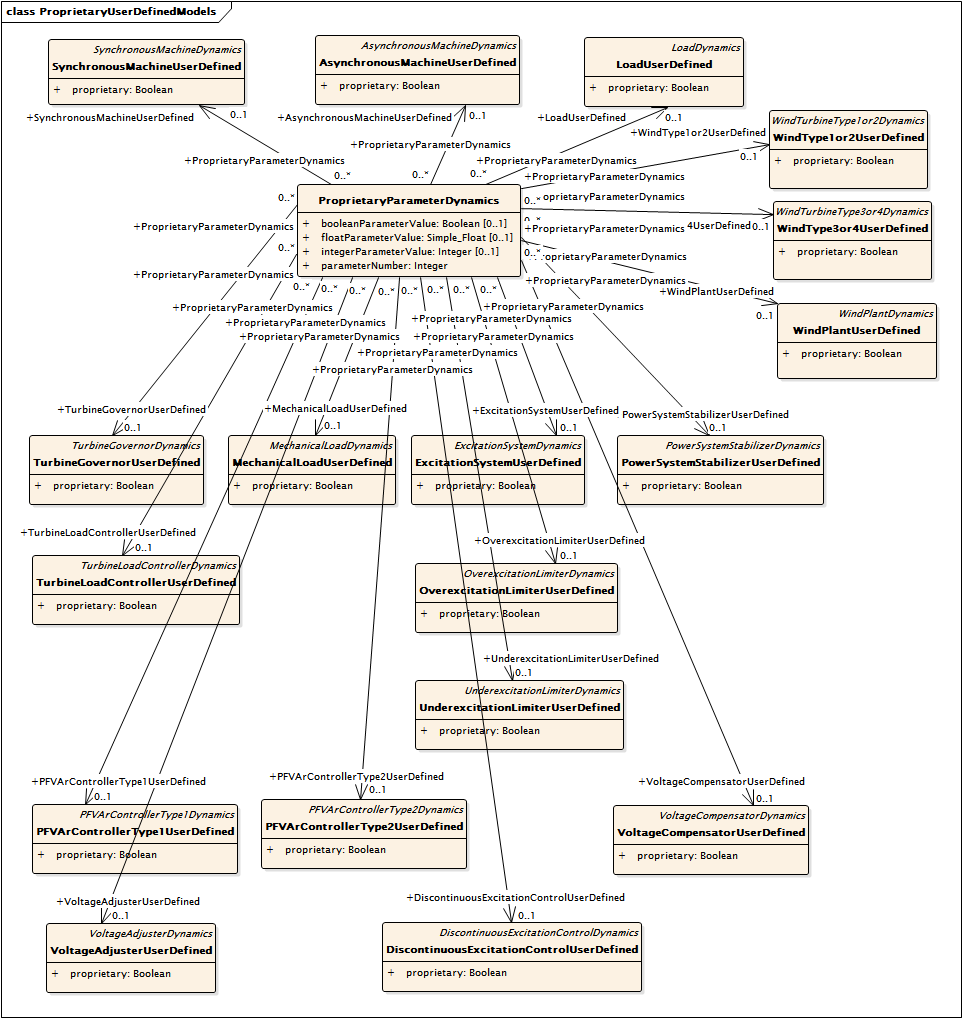 class ProprietaryUserDefinedModels
SynchronousMachineDynamics
SynchronousMachineUserDefined
+ proprietary: Boolean
AsynchronousMachineDynamics
AsynchronousMachineUserDefined
+ proprietary: Boolean
LoadDynamics
LoadUserDefined
+ proprietary: Boolean
+SynchronousMachineUserDefined
0..1
+AsynchronousMachineUserDefined
0..1
+LoadUserDefined
0..1
WindTurbineType1or2Dynamics
WindType1or2UserDefined
+ proprietary: Boolean
+WindType1or2UserDefined
0..1
+ProprietaryParameterDynamics
0..*
+ProprietaryParameterDynamics
0..*
+ProprietaryParameterDynamics
0..*
+ProprietaryParameterDynamics
0..*
ProprietaryParameterDynamics
+ booleanParameterValue: Boolean [0..1]
+ floatParameterValue: Simple_Float [0..1]
+ integerParameterValue: Integer [0..1]
+ parameterNumber: Integer
roprietaryParameterDynamics
0..*
WindTurbineType3or4Dynamics
WindType3or4UserDefined
+ proprietary: Boolean
4UserDefined
0..1
+ProprietaryParameterDynamics
0..*
roprietaryParameterDynamics
+WindPlantUserDefined
0..1
WindPlantDynamics
WindPlantUserDefined
+ proprietary: Boolean
0..*
+ProprietaryParameterDynamics
0..*
+ProprietaryParameterDynamics
+ProprietaryParameterDynamics
0..*
0..*
0..*
0..*
0..*
0..*
0..*
0..*
+ProprietaryParameterDynamics
+ProprietaryParameterDynamics
+ProprietaryParameterDynamics
+ProprietaryParameterDynamics
+ProprietaryParameterDynamics
+ProprietaryParameterDynamics
+ProprietaryParameterDynamics
+ProprietaryParameterDynamics
+TurbineGovernorUserDefined
0..1
+MechanicalLoadUserDefined
0..1
+ExcitationSystemUserDefined
0..1
PowerSystemStabilizerUserDefined
0..1
TurbineGovernorDynamics
TurbineGovernorUserDefined
+ proprietary: Boolean
MechanicalLoadDynamics
MechanicalLoadUserDefined
+ proprietary: Boolean
ExcitationSystemDynamics
ExcitationSystemUserDefined
+ proprietary: Boolean
PowerSystemStabilizerDynamics
PowerSystemStabilizerUserDefined
+ proprietary: Boolean
+TurbineLoadControllerUserDefined
0..1
TurbineLoadControllerDynamics
TurbineLoadControllerUserDefined
+ proprietary: Boolean
+OverexcitationLimiterUserDefined
0..1
OverexcitationLimiterDynamics
OverexcitationLimiterUserDefined
+ proprietary: Boolean
+UnderexcitationLimiterUserDefined
0..1
UnderexcitationLimiterDynamics
UnderexcitationLimiterUserDefined
+ proprietary: Boolean
+PFVArControllerType1UserDefined
0..1
PFVArControllerType1Dynamics
PFVArControllerType1UserDefined
+ proprietary: Boolean
+PFVArControllerType2UserDefined
0..1
PFVArControllerType2Dynamics
PFVArControllerType2UserDefined
+ proprietary: Boolean
+VoltageCompensatorUserDefined
0..1
VoltageCompensatorDynamics
VoltageCompensatorUserDefined
+ proprietary: Boolean
+VoltageAdjusterUserDefined
0..1
VoltageAdjusterDynamics
VoltageAdjusterUserDefined
+ proprietary: Boolean
+DiscontinuousExcitationControlUserDefined
0..1
DiscontinuousExcitationControlDynamics
DiscontinuousExcitationControlUserDefined
+ proprietary: Boolean